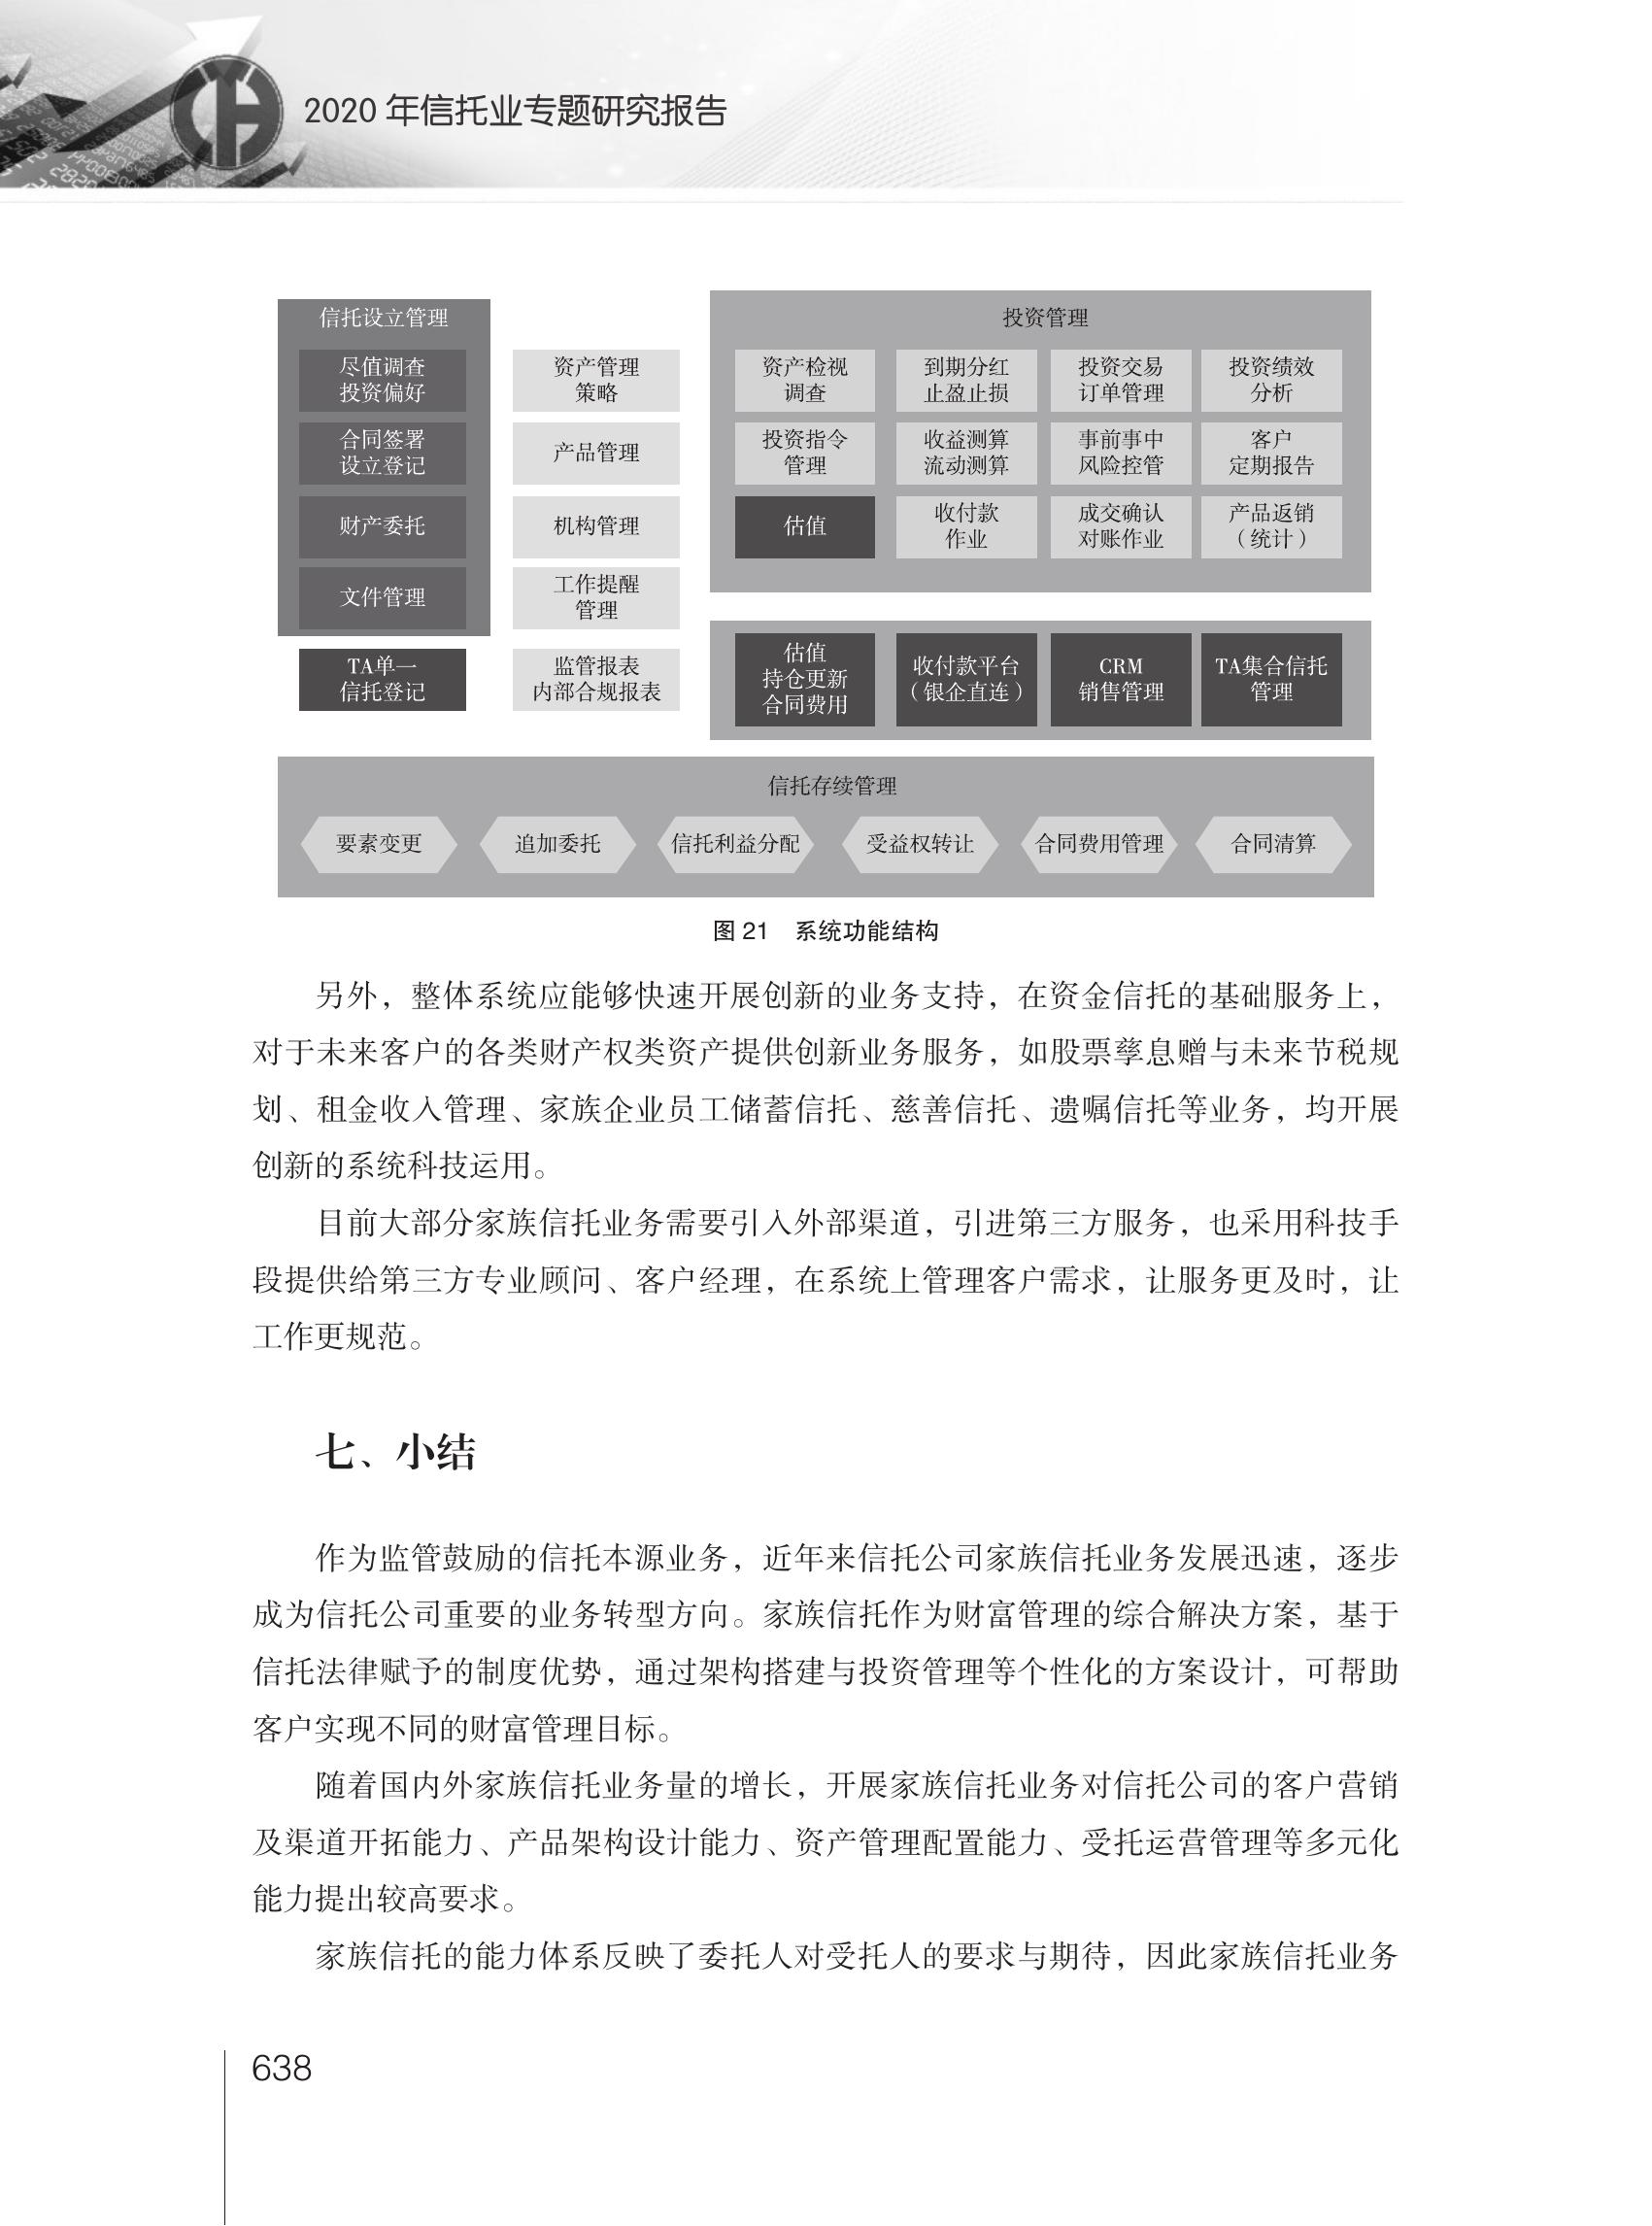 2020 年信托业专题研究报告
信托设立管理
尽值调查
投资偏好
合同签署
设立登记
财产委托
文件管理
TA单一
信托登记
资产管理
策略
产品管理
机构管理
工作提醒
管理
监管报表
内部合规报表
投资管理
资产检视
调查
到期分红
止盈止损
投资交易
订单管理
投资绩效
分析
投资指令
管理
收益测算
流动测算
事前事中
风险控管
客户
定期报告
估值
收付款
作业
成交确认
对账作业
产品返销
（统计）
估值
持仓更新
合同费用
收付款平台
（银企直连）
CRM
销售管理
TA集合信托
管理
信托存续管理
要素变更
追加委托
信托利益分配
受益权转让
合同费用管理
合同清算
图 21 系统功能结构
另外，整体系统应能够快速开展创新的业务支持，在资金信托的基础服务上，
对于未来客户的各类财产权类资产提供创新业务服务，如股票孳息赠与未来节税规
划、租金收入管理、家族企业员工储蓄信托、慈善信托、遗嘱信托等业务，均开展
创新的系统科技运用。
目前大部分家族信托业务需要引入外部渠道，引进第三方服务，也采用科技手
段提供给第三方专业顾问、客户经理，在系统上管理客户需求，让服务更及时，让
工作更规范。
七、小结
作为监管鼓励的信托本源业务，近年来信托公司家族信托业务发展迅速，逐步
成为信托公司重要的业务转型方向。家族信托作为财富管理的综合解决方案，基于
信托法律赋予的制度优势，通过架构搭建与投资管理等个性化的方案设计，可帮助
客户实现不同的财富管理目标。
随着国内外家族信托业务量的增长，开展家族信托业务对信托公司的客户营销
及渠道开拓能力、产品架构设计能力、资产管理配置能力、受托运营管理等多元化
能力提出较高要求。
家族信托的能力体系反映了委托人对受托人的要求与期待，因此家族信托业务
638